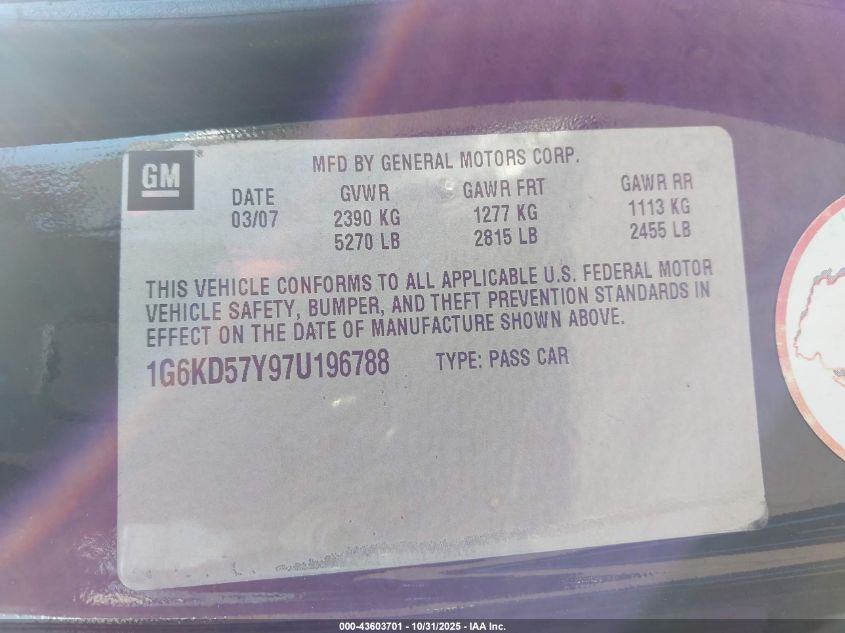 GM®
MFD BY GENERAL MOTORS CORP.
DATE GVWR GAWR FRT GAWR RR
03/07 2390 KG 1277 KG 1113 KG
5270 LB 2815 LB 2455 LB
THIS VEHICLE CONFORMS TO ALL APPLICABLE U.S. FEDERAL MOTOR
VEHICLE SAFETY, BUMPER, AND THEFT PREVENTION STANDARDS IN
EFFECT ON THE DATE OF MANUFACTURE SHOWN ABOVE.
1G6KD57Y97U196788 TYPE: PASS CAR
000-43603701 - 10/31/2025 - IAA Inc.